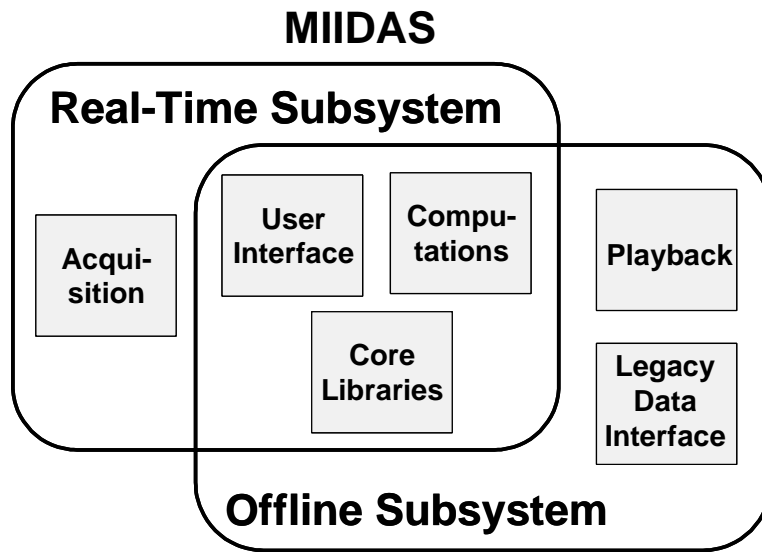 MIIDAS
Real-Time Subsystem
User
Interface
Compu-
tations
Acqui-
sition
Playback
Core
Libraries
Legacy
Data
Interface
Offline Subsystem